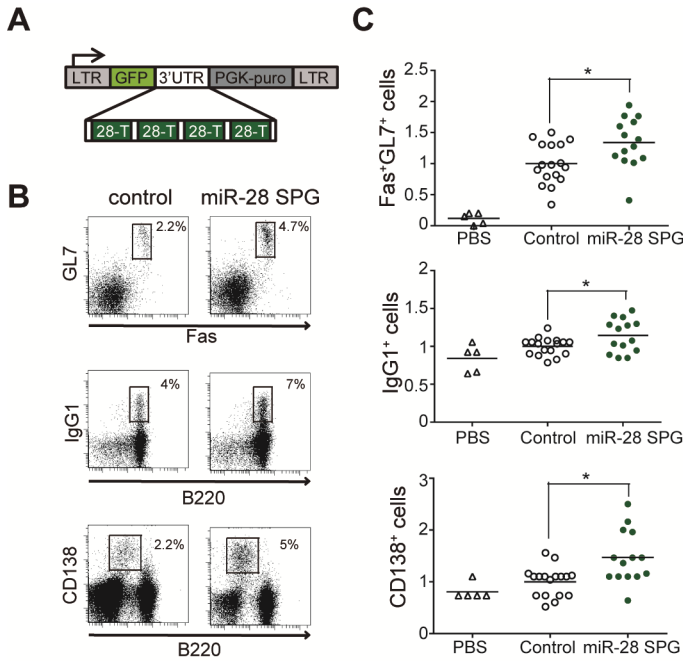 A
LTR GFP 3'UTR PGK-puro LTR
28-T 28-T 28-T 28-T
B
control miR-28 SPG
2.2% 4.7%
GL7
Fas
4% 7%
IgG1
B220
2.2% 5%
CD138
B220
C
*
Fas⁺GL7⁺ cells
2.5
2
1.5
1
0.5
0
PBS Control miR-28 SPG
*
IgG1⁺ cells
2
1.5
1
0.5
0
PBS Control miR-28 SPG
*
CD138⁺ cells
3
2
1
0
PBS Control miR-28 SPG